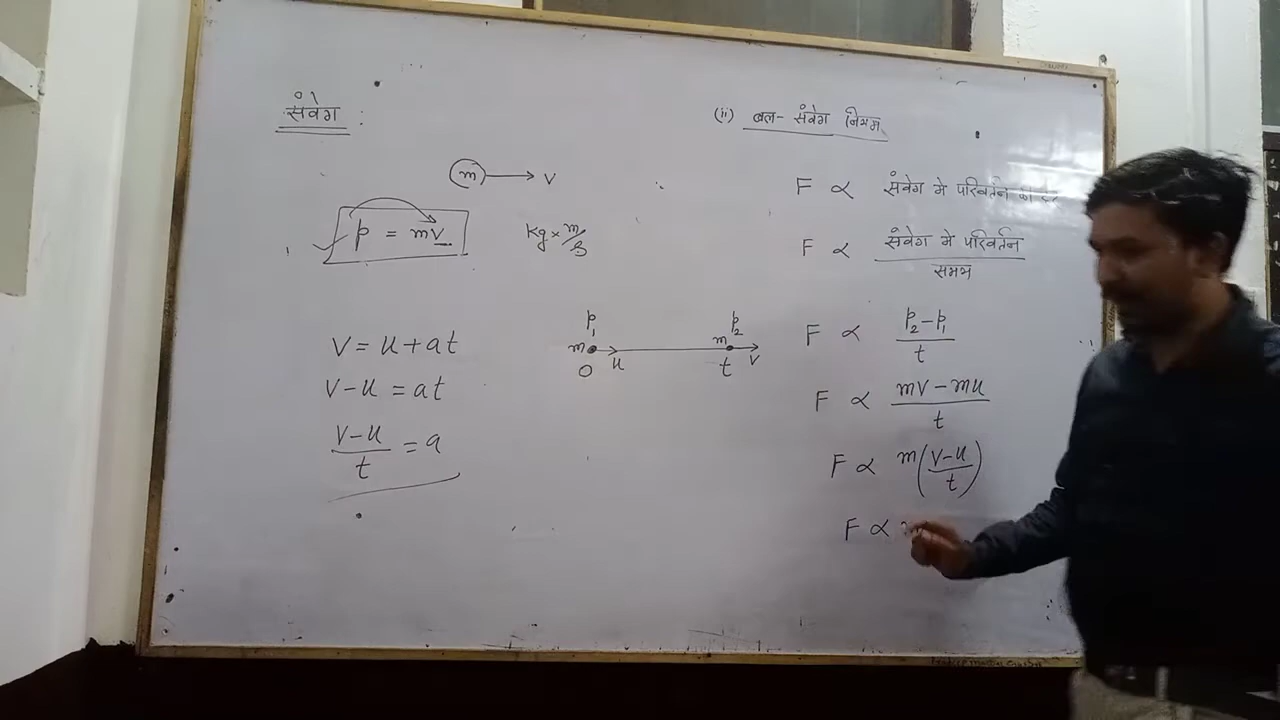 संवेग :
m → v
p = mv
kg × m/s
v = u + at
v - u = at
(v - u)/t = a
p₁ p₂
m m
0 u t v
(ii) बल - संवेग नियम
F ∝ संवेग मे परिवर्तन का दर
F ∝ संवेग मे परिवर्तन / समय
F ∝ (p₂ - p₁)/t
F ∝ (mv - mu)/t
F ∝ m((v - u)/t)
F ∝ m